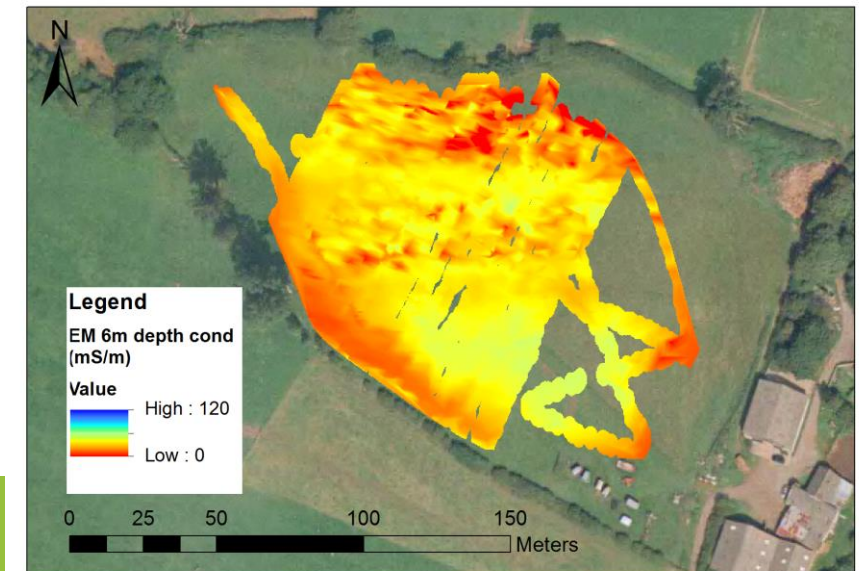 N
Legend
EM 6m depth cond
(mS/m)
Value
High : 120
Low : 0
0 25 50 100 150
Meters